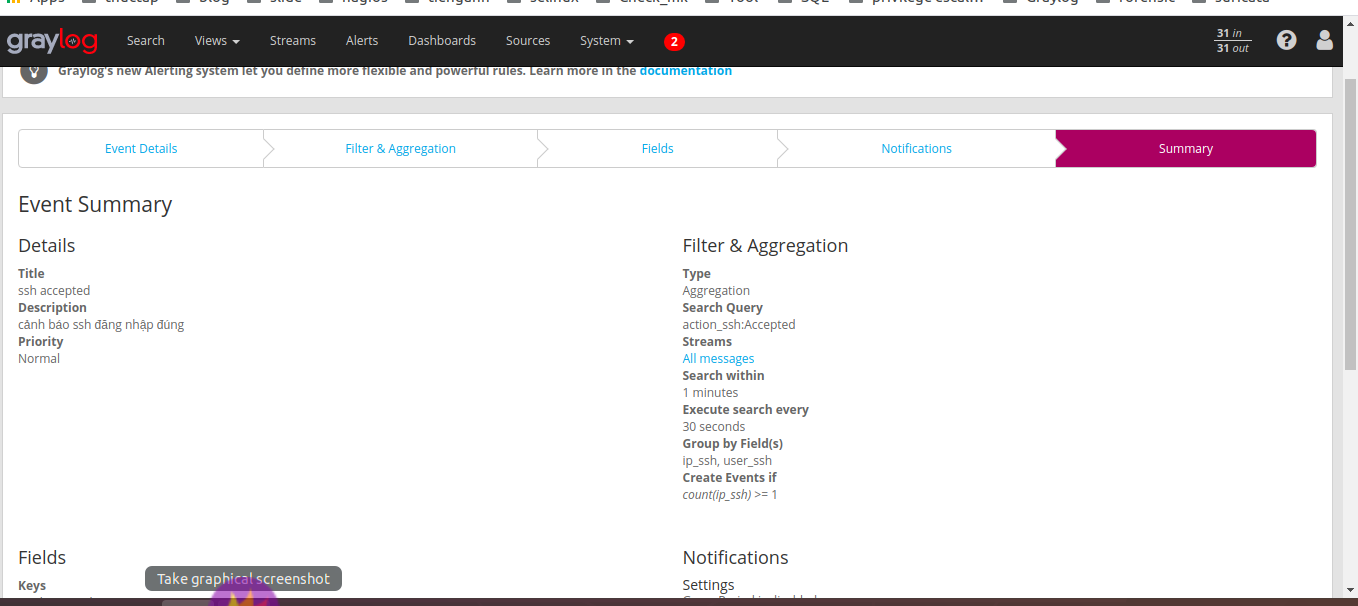 Apps
blog
slide
nagios
tienganh
selinux
Check_mk
Tool
SQL
privilege escalm
Graylog
forensic
suricata
graylog Search Views Streams Alerts Dashboards Sources System 2 31 in
31 out
Graylog's new Alerting system let you define more flexible and powerful rules. Learn more in the documentation
Event Details Filter & Aggregation Fields Notifications Summary
Event Summary
Details
Title
ssh accepted
Description
cảnh báo ssh đăng nhập đúng
Priority
Normal
Filter & Aggregation
Type
Aggregation
Search Query
action_ssh:Accepted
Streams
All messages
Search within
1 minutes
Execute search every
30 seconds
Group by Field(s)
ip_ssh, user_ssh
Create Events if
count(ip_ssh) >= 1
Fields
Keys
Take graphical screenshot
Notifications
Settings